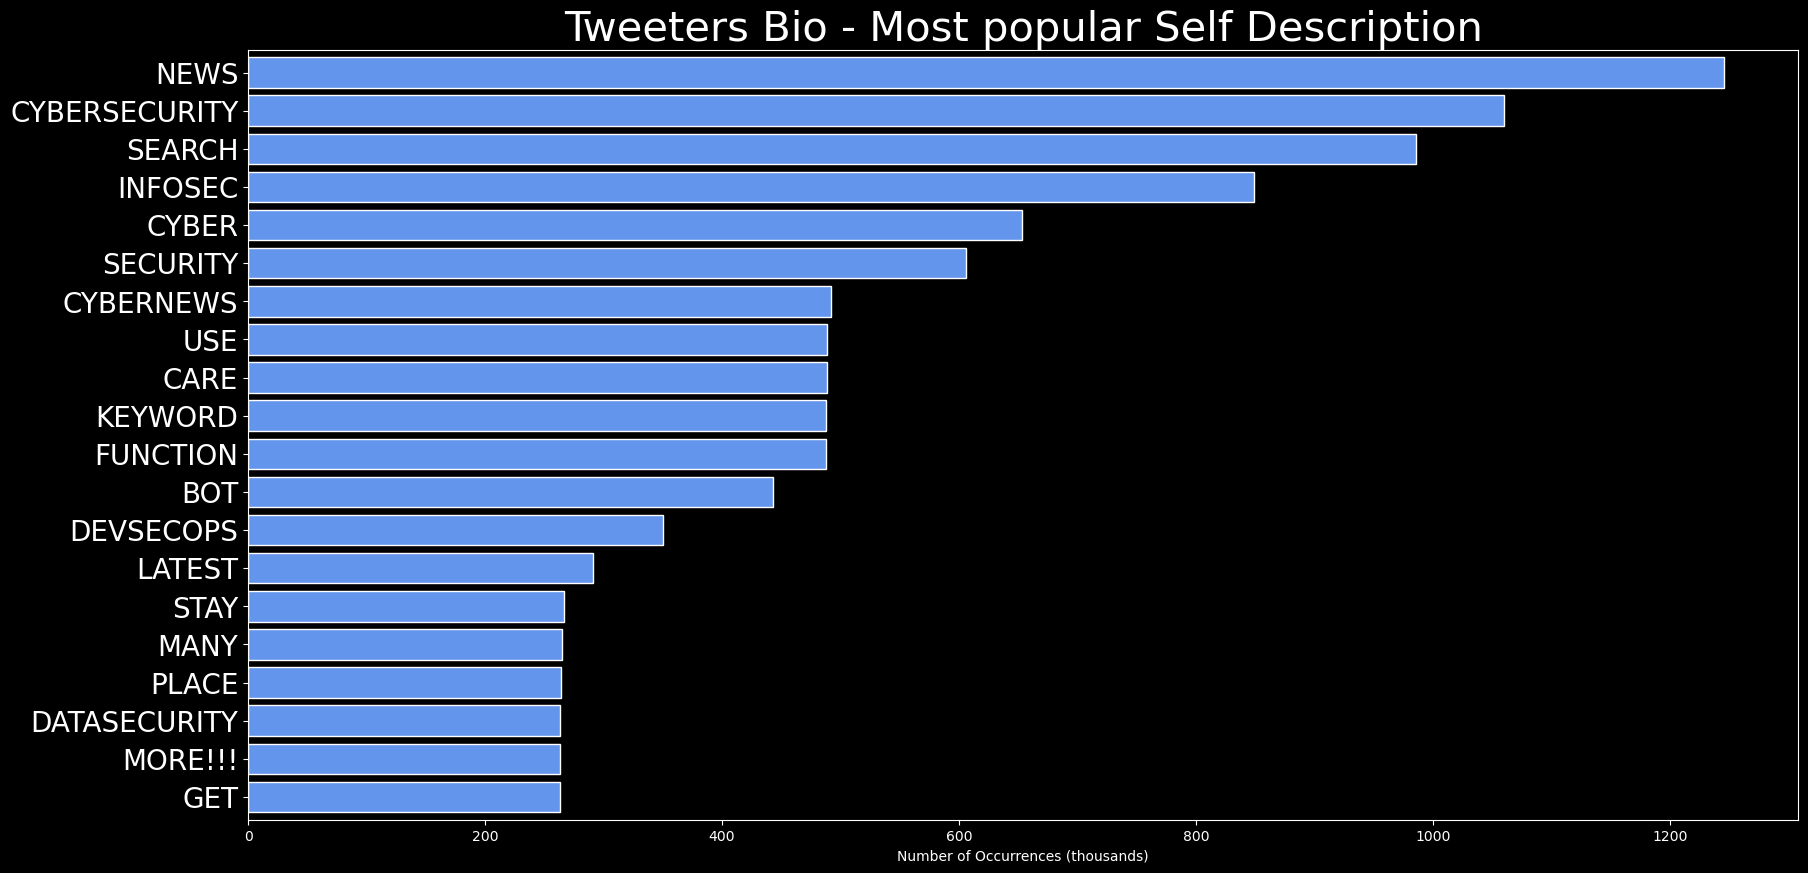 Tweeters Bio - Most popular Self Description
NEWS
CYBERSECURITY
SEARCH
INFOSEC
CYBER
SECURITY
CYBERNEWS
USE
CARE
KEYWORD
FUNCTION
BOT
DEVSECOPS
LATEST
STAY
MANY
PLACE
DATASECURITY
MORE!!!
GET
0 200 400 600 800 1000 1200
Number of Occurrences (thousands)